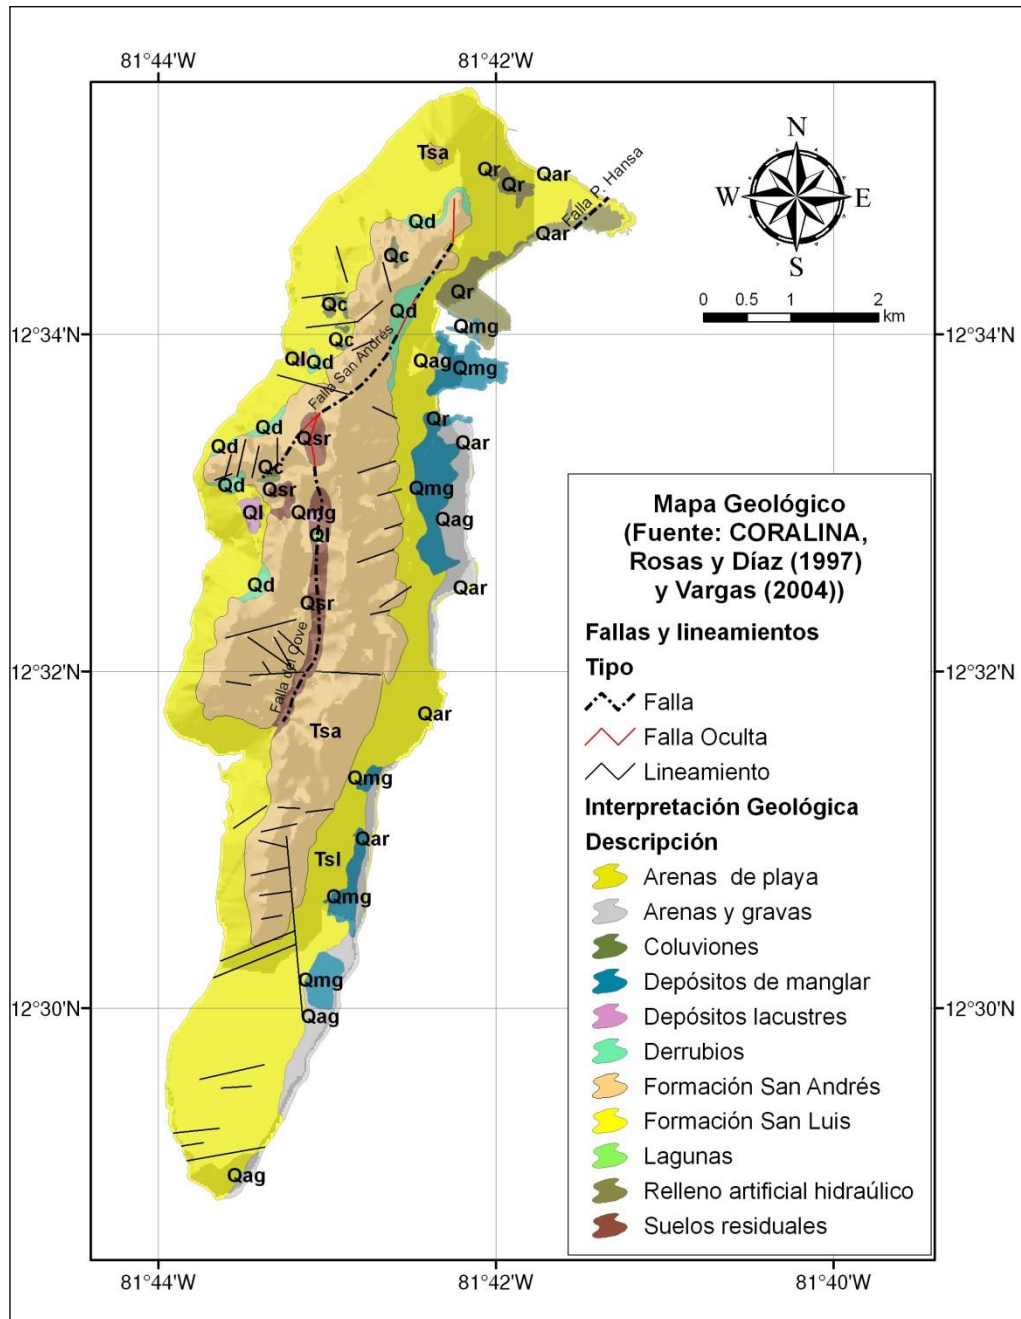 81°44'W
81°42'W
N
W
E
S
0 0.5 1 2
km
Tsa
Qr
Qr
Qar
Falla P. Hansa
Qar
Qd
Qc
Qr
Qc
Qd
Qmg
12°34'N
12°34'N
Qc
Falla San Andrés
Ql
Qd
Qag
Qmg
Qd
Qr
Qsr
Qar
Qd
Qc
Qd
Qsr
Qmg
Ql
Qmg
Qag
Ql
Qd
Qar
Qsr
Falla del Cove
12°32'N
12°32'N
Qar
Tsa
Qmg
Qar
Tsl
Qmg
Qmg
12°30'N
12°30'N
Qag
Qag
81°44'W
81°42'W
81°40'W
Mapa Geológico
(Fuente: CORALINA,
Rosas y Díaz (1997)
y Vargas (2004))
Fallas y lineamientos
Tipo
Falla
Falla Oculta
Lineamiento
Interpretación Geológica
Descripción
Arenas de playa
Arenas y gravas
Coluviones
Depósitos de manglar
Depósitos lacustres
Derrubios
Formación San Andrés
Formación San Luis
Lagunas
Relleno artificial hidraúlico
Suelos residuales